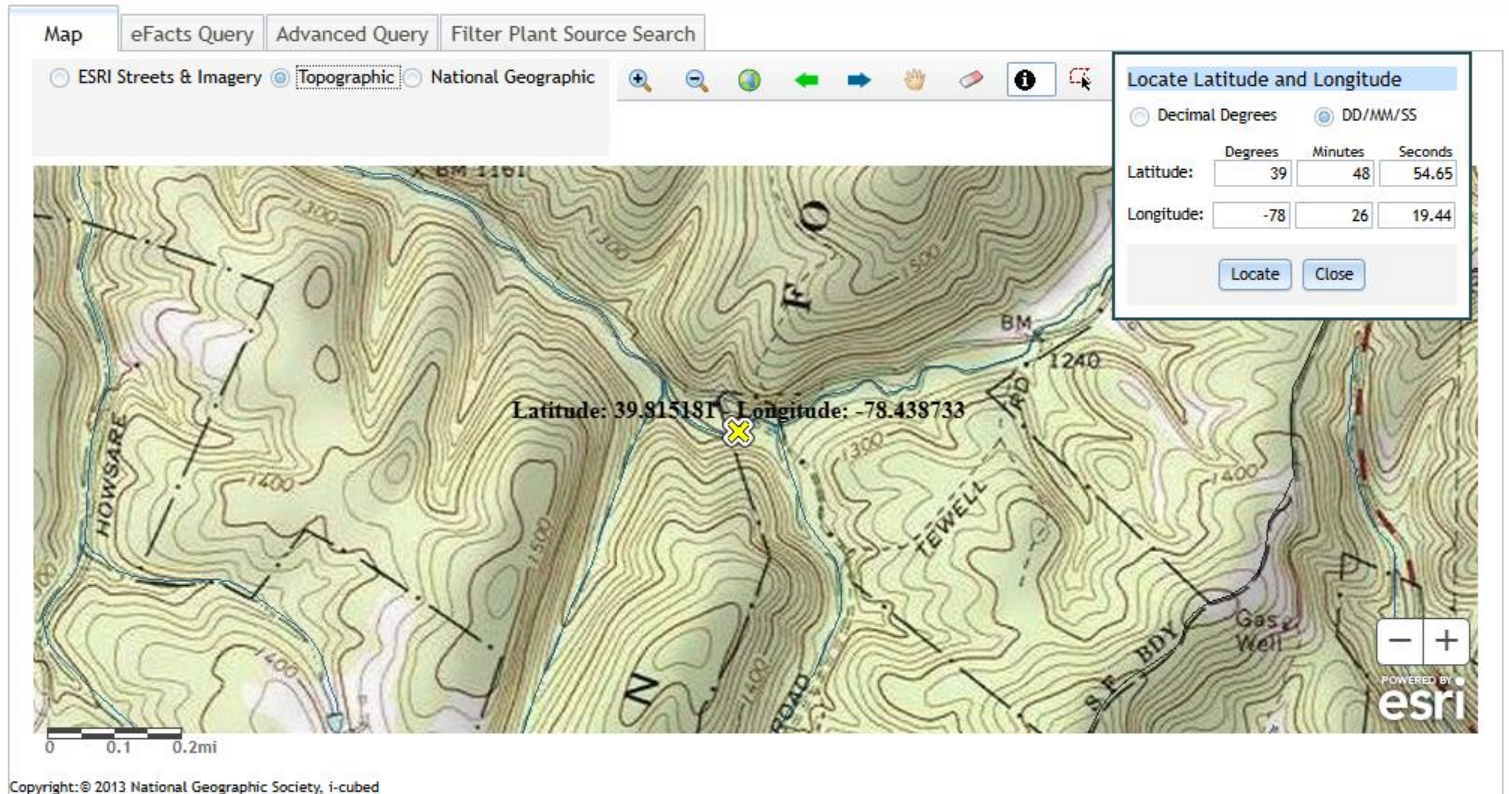 Map eFacts Query Advanced Query Filter Plant Source Search
ESRI Streets & Imagery Topographic National Geographic
Locate Latitude and Longitude
Decimal Degrees DD/MM/SS
Degrees Minutes Seconds
Latitude: 39 48 54.65
Longitude: -78 26 19.44
Locate Close
X BM 1161
1300
1300
O
1500
F
BM
1240
RD
Latitude: 39.815181 - Longitude: -78.438733
HOWSARE
1300
1400
1400
TEWELL
1500
Gas
Well
S F BDY
1400
N
1400
ROAD
- +
POWERED BY
esri
0 0.1 0.2mi
Copyright:© 2013 National Geographic Society, i-cubed